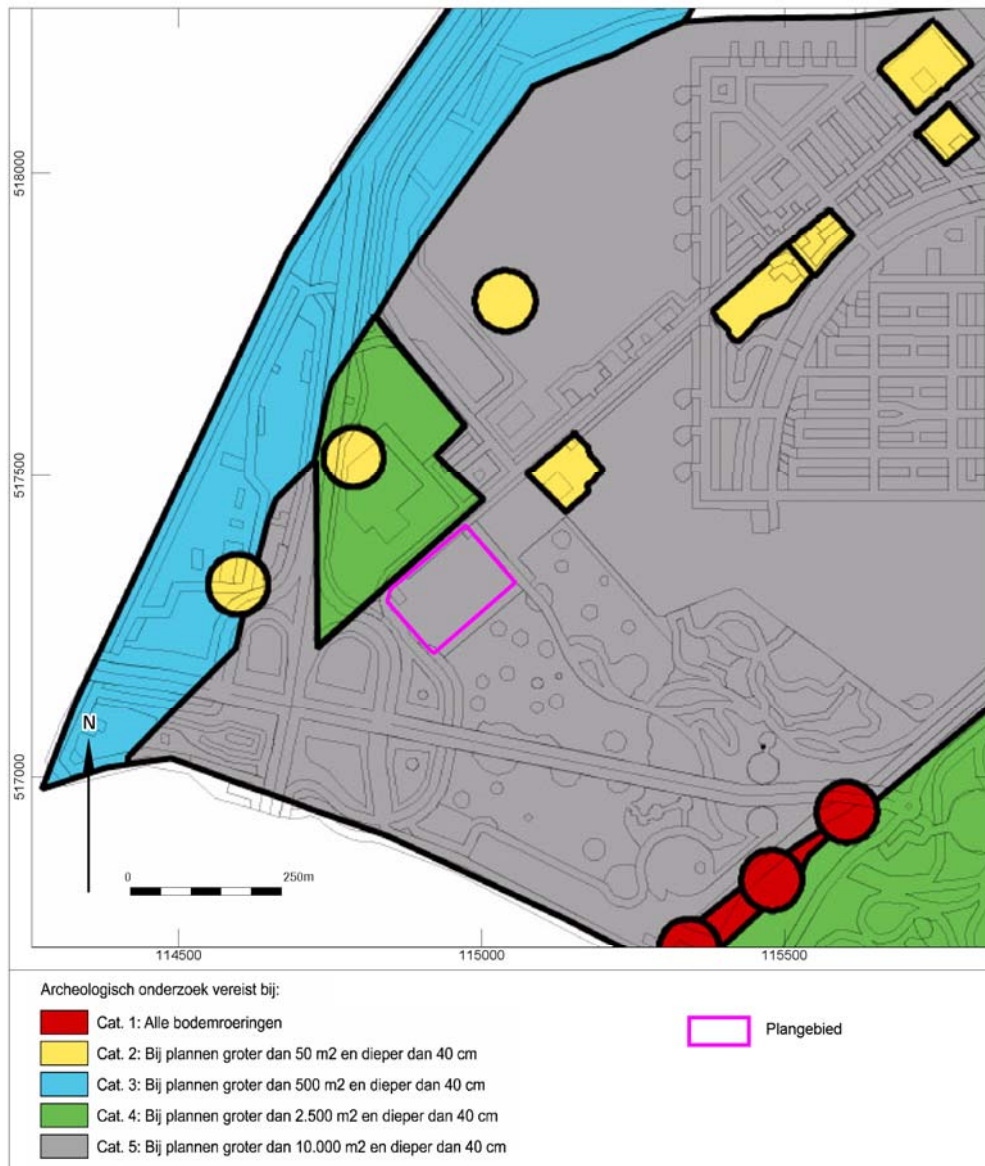 518000
517500
517000
N
0 250m
114500 115000 115500
Archeologisch onderzoek vereist bij:
Cat. 1: Alle bodemroeringen
Cat. 2: Bij plannen groter dan 50 m2 en dieper dan 40 cm
Cat. 3: Bij plannen groter dan 500 m2 en dieper dan 40 cm
Cat. 4: Bij plannen groter dan 2.500 m2 en dieper dan 40 cm
Cat. 5: Bij plannen groter dan 10.000 m2 en dieper dan 40 cm
Plangebied